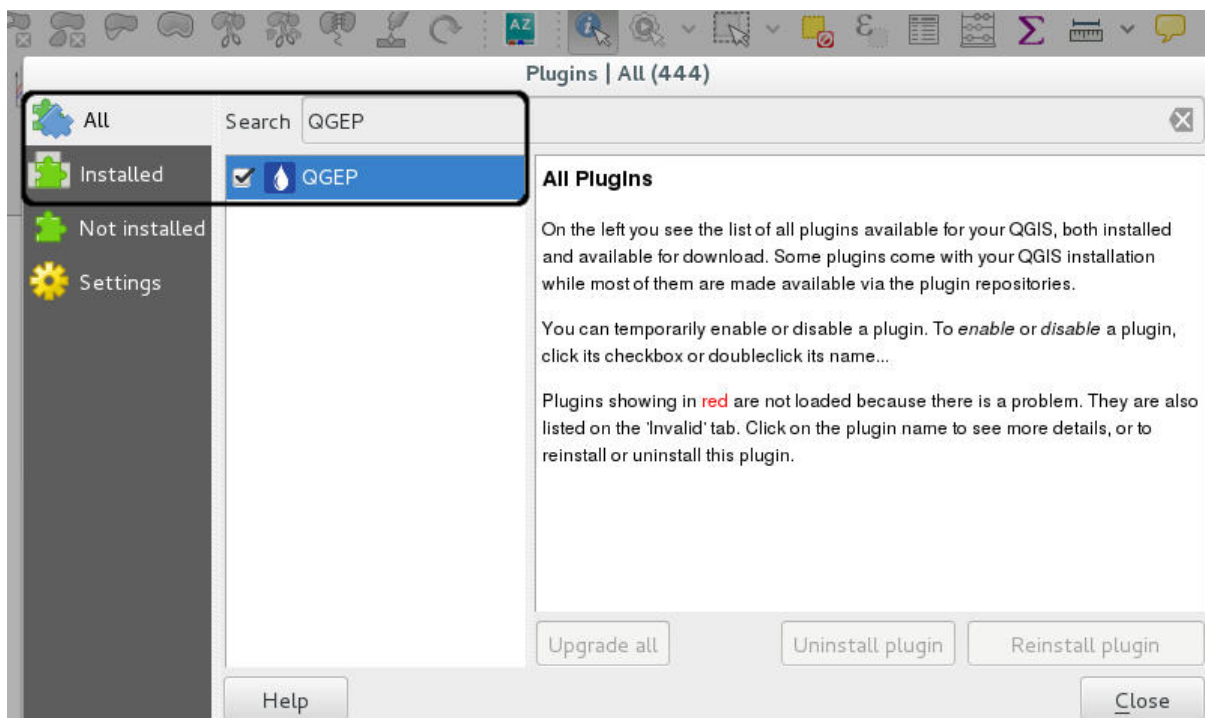 AZ
ε
Σ
Plugins | All (444)
All
Installed
Not installed
Settings
Search QGEP
QGEP
All Plugins
On the left you see the list of all plugins available for your QGIS, both installed
and available for download. Some plugins come with your QGIS installation
while most of them are made available via the plugin repositories.
You can temporarily enable or disable a plugin. To enable or disable a plugin,
click its checkbox or doubleclick its name...
Plugins showing in red are not loaded because there is a problem. They are also
listed on the 'Invalid' tab. Click on the plugin name to see more details, or to
reinstall or uninstall this plugin.
Upgrade all
Uninstall plugin
Reinstall plugin
Help
Close